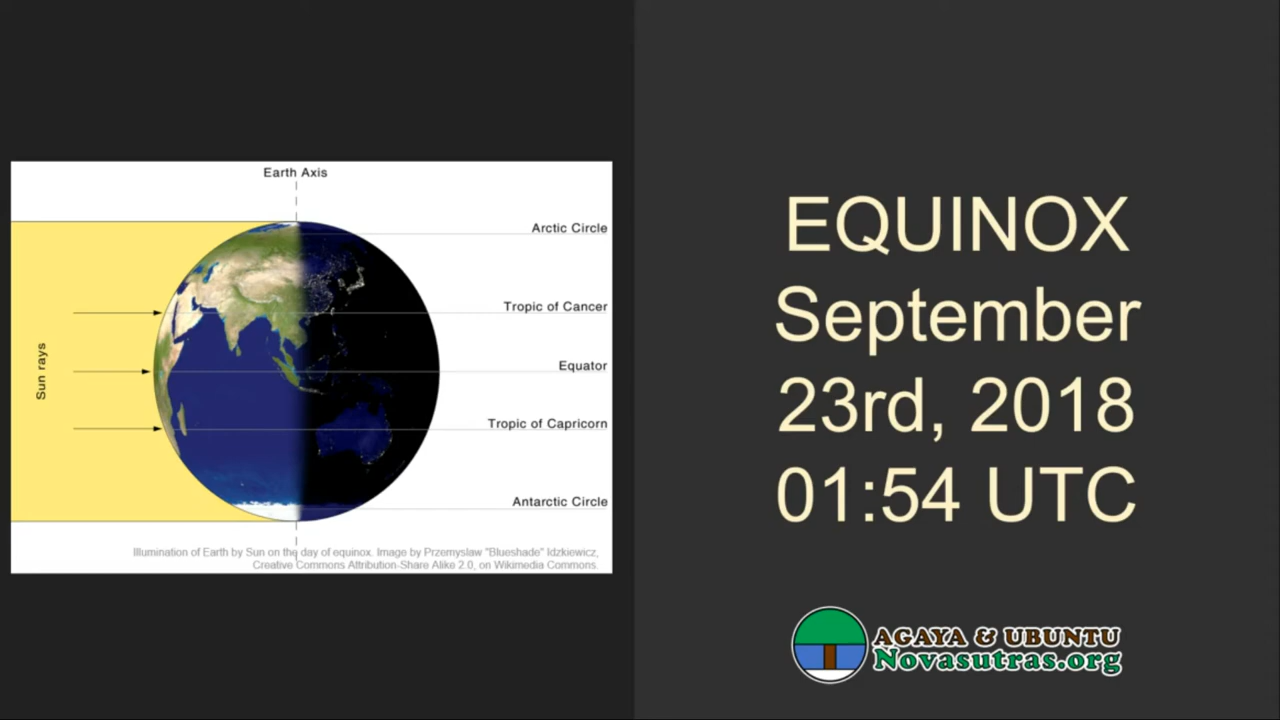 Earth Axis
Arctic Circle
Tropic of Cancer
Equator
Tropic of Capricorn
Antarctic Circle
Sun rays
Illumination of Earth by Sun on the day of equinox. Image by Przemyslaw "Blueshade" Idzkiewicz,
Creative Commons Attribution-Share Alike 2.0, on Wikimedia Commons.
EQUINOX
September
23rd, 2018
01:54 UTC
AGAYA & UBUNTU
Novasutras.org